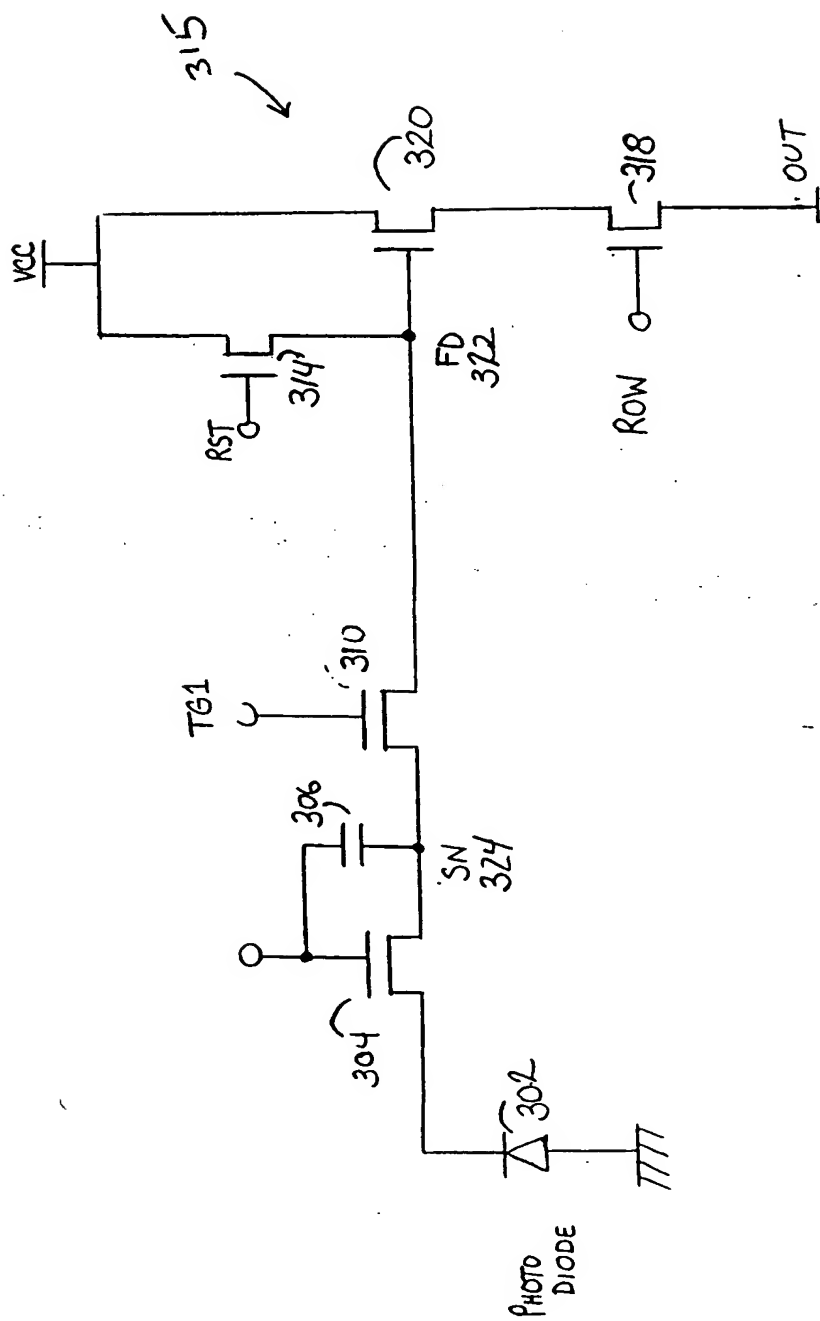 315
VCC
320
RST
314
FD
322
318
ROW
OUT
TG1
310
306
SN
324
304
302
PHOTO
DIODE